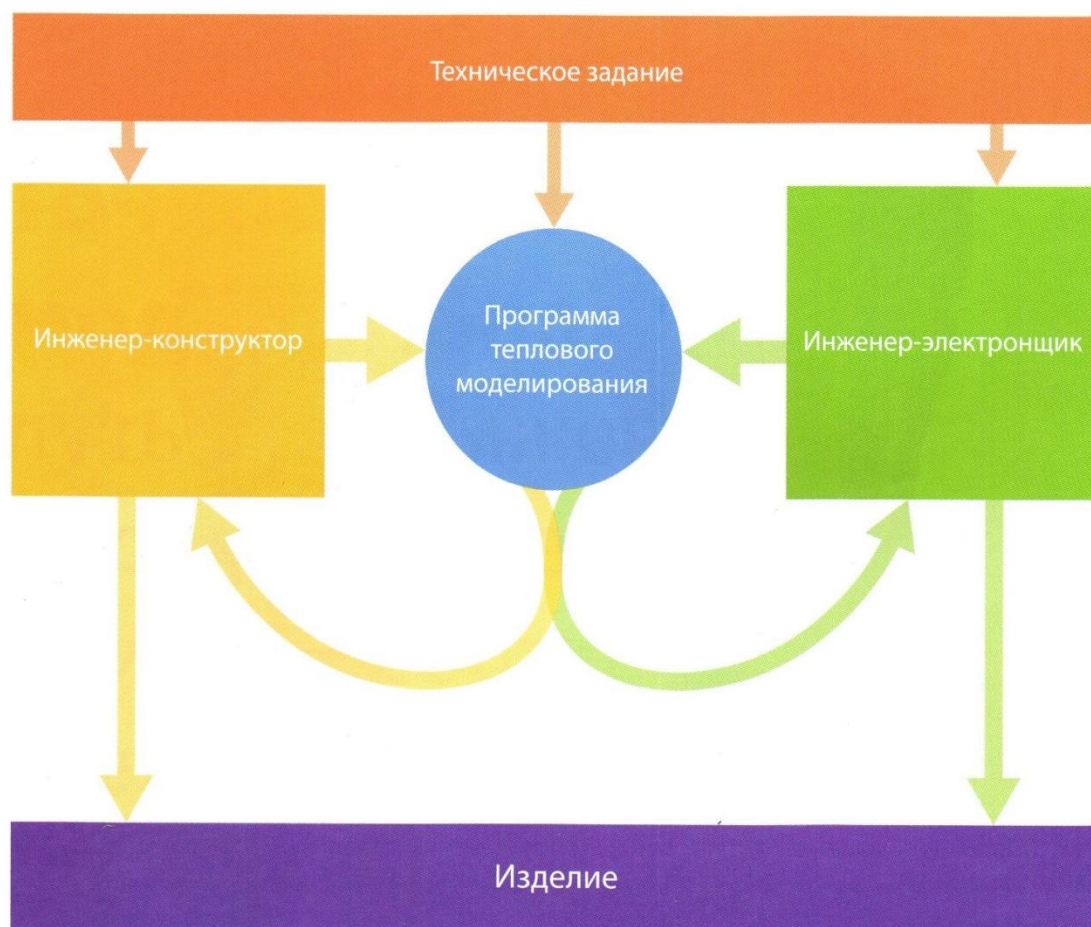 Техническое задание
Инженер-конструктор
Программа
теплового
моделирования
Инженер-электронщик
Изделие